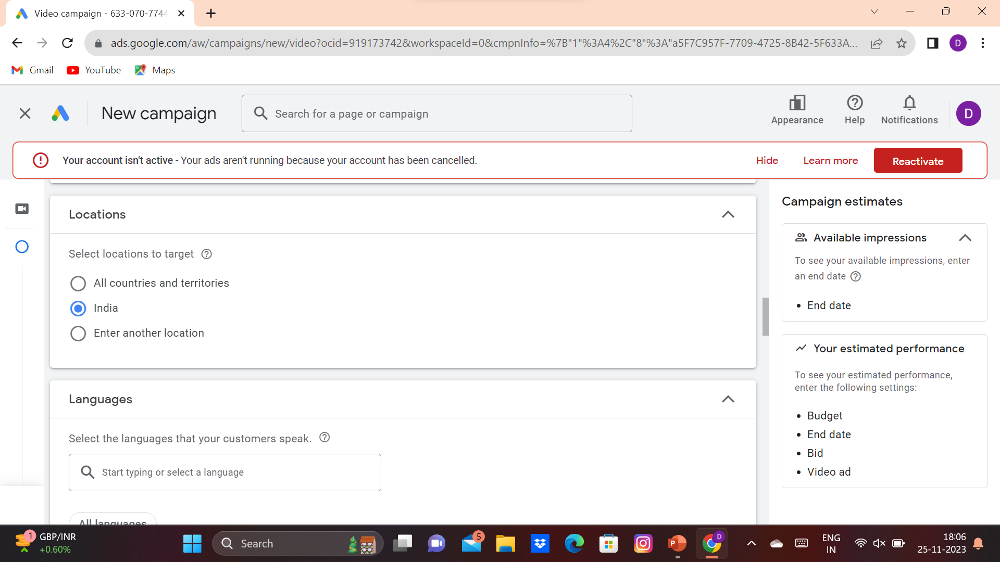 Video campaign - 633-070-7744
ads.google.com/aw/campaigns/new/video?ocid=919173742&workspaceId=0&cmpnInfo=%7B"1"%3A4%2C"8"%3A"a5F7C957F-7709-4725-8B42-5F633A...
D
Gmail
YouTube
Maps
New campaign
Search for a page or campaign
Appearance
Help
Notifications
D
Your account isn't active - Your ads aren't running because your account has been cancelled.
Hide
Learn more
Reactivate
Locations
Select locations to target
All countries and territories
India
Enter another location
Languages
Select the languages that your customers speak.
Start typing or select a language
All languages
Campaign estimates
Available impressions
To see your available impressions, enter
an end date
• End date
Your estimated performance
To see your estimated performance,
enter the following settings:
• Budget
• End date
• Bid
• Video ad
1
GBP/INR
+0.60%
Search
5
P
D
ENG
IN
18:06
25-11-2023